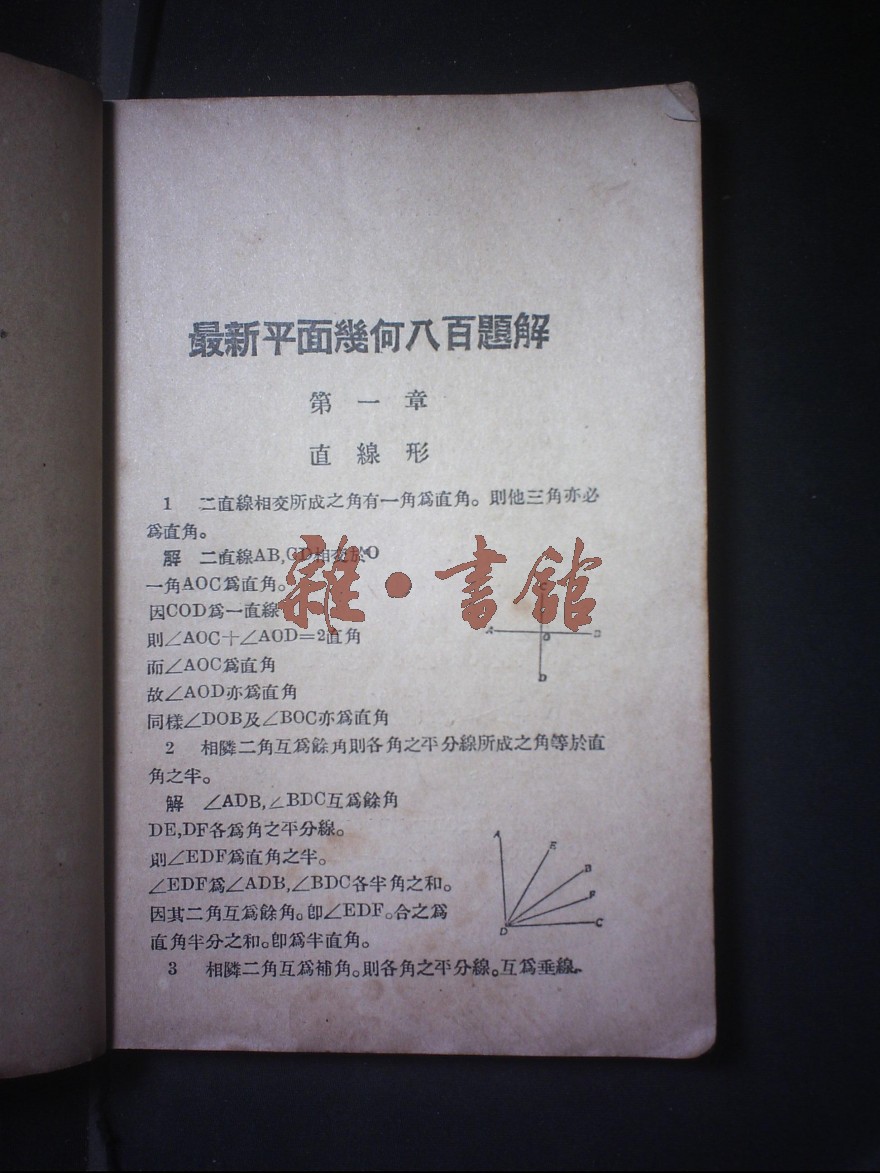 最新平面幾何八百題解
第一章
直線形
1 二直線相交所成之角有一角爲直角。則他三角亦必
爲直角。
解 二直線AB,CD相交於O
一角AOC爲直角。
因COD爲一直線
則∠AOC+∠AOD=2直角
而∠AOC爲直角
故∠AOD亦爲直角
同樣∠DOB及∠BOC亦爲直角
A O B
D
2 相隣二角互爲餘角則各角之平分線所成之角等於直
角之半。
解 ∠ADB,∠BDC互爲餘角
DE,DF各爲角之平分線。
則∠EDF爲直角之半。
∠EDF爲∠ADB,∠BDC各半角之和。
因其二角互爲餘角。卽∠EDF。合之爲
直角半分之和。卽爲半直角。
A
E
B
F
D C
3 相隣二角互爲補角。則各角之平分線。互爲垂線。
雜·書館